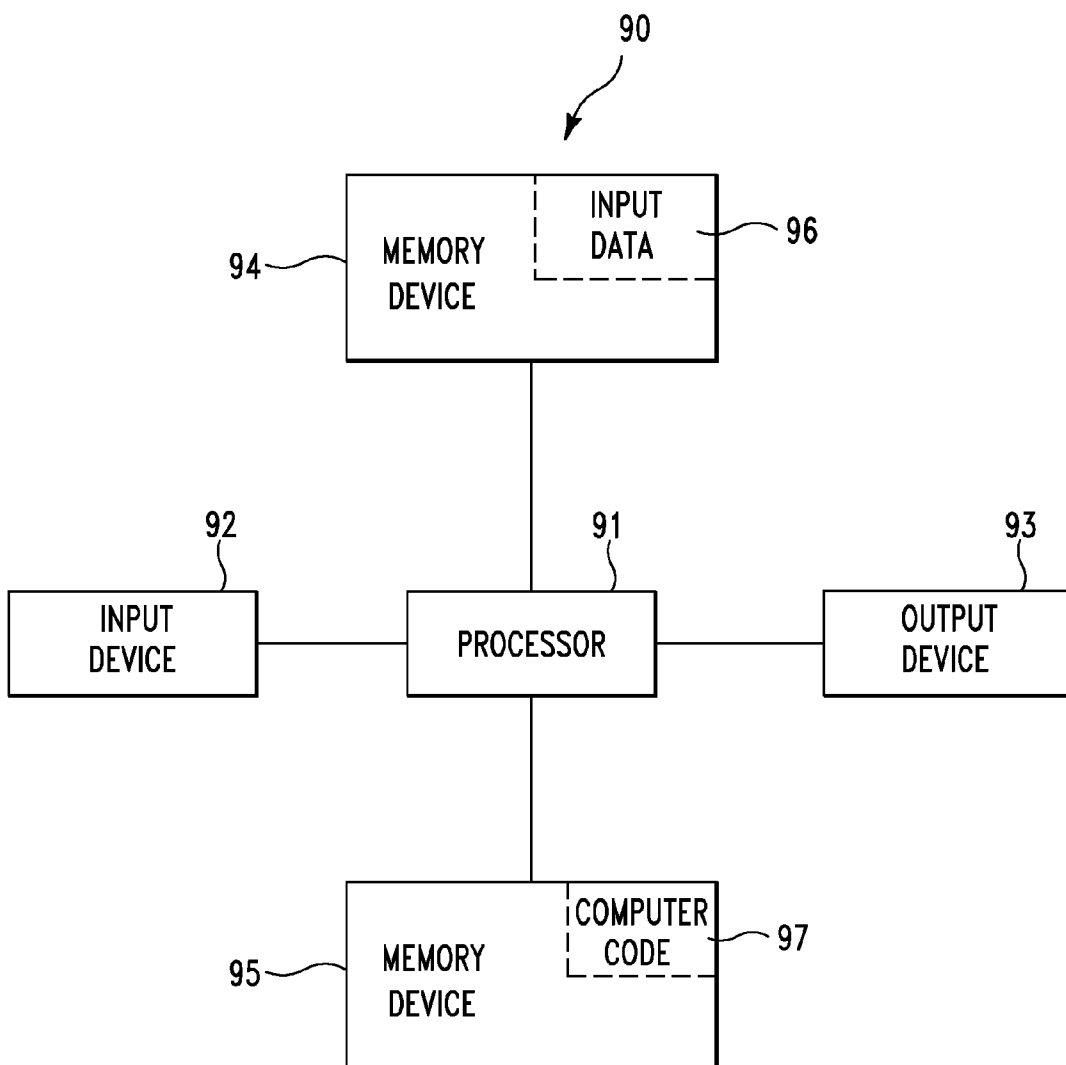 90
INPUT
DATA
96
MEMORY
DEVICE
94
92
91
93
INPUT
DEVICE
PROCESSOR
OUTPUT
DEVICE
COMPUTER
CODE
97
MEMORY
DEVICE
95